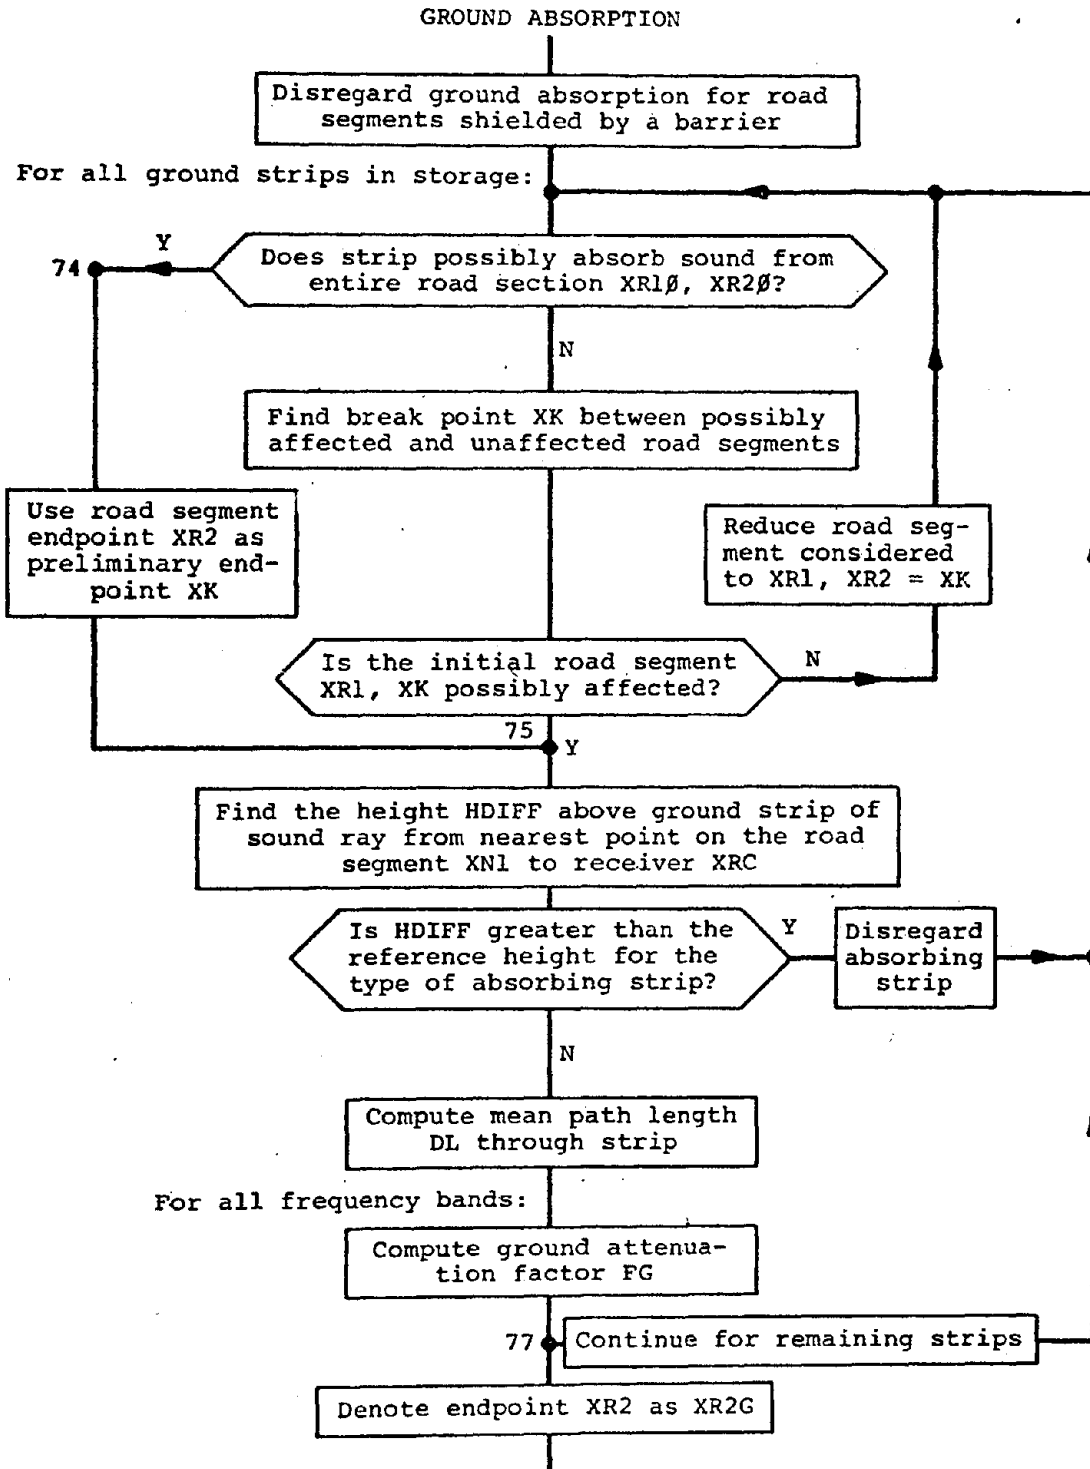 GROUND ABSORPTION
Disregard ground absorption for road
segments shielded by a barrier
For all ground strips in storage:
Y
74
Does strip possibly absorb sound from
entire road section XR1Ø, XR2Ø?
N
Find break point XK between possibly
affected and unaffected road segments
Use road segment
endpoint XR2 as
preliminary end-
point XK
Reduce road seg-
ment considered
to XR1, XR2 = XK
Is the initial road segment
XR1, XK possibly affected?
N
75
Y
Find the height HDIFF above ground strip of
sound ray from nearest point on the road
segment XN1 to receiver XRC
Is HDIFF greater than the
reference height for the
type of absorbing strip?
Y
Disregard
absorbing
strip
N
Compute mean path length
DL through strip
For all frequency bands:
Compute ground attenua-
tion factor FG
77
Continue for remaining strips
Denote endpoint XR2 as XR2G